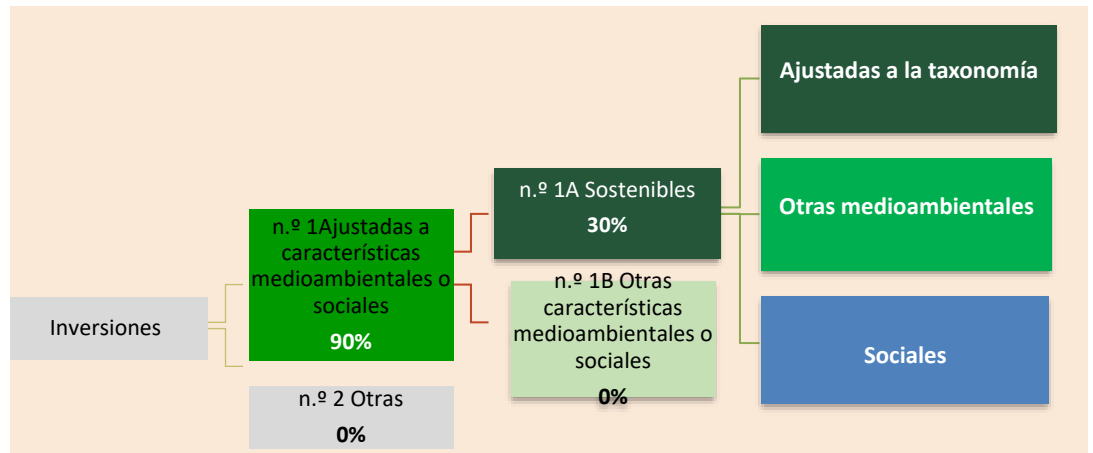 Inversiones
n.º 1Ajustadas a
características
medioambientales o
sociales
90%
n.º 2 Otras
0%
n.º 1A Sostenibles
30%
n.º 1B Otras
características
medioambientales o
sociales
0%
Ajustadas a la taxonomía
Otras medioambientales
Sociales